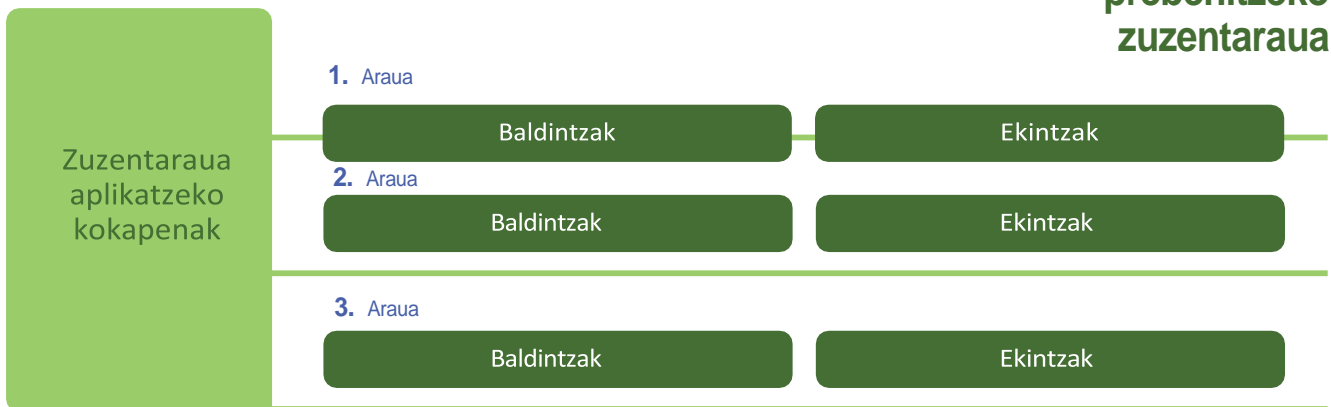 zuzentaraua
1. Araua
Baldintzak Ekintzak
Zuzentaraua
aplikatzeko
kokapenak
2. Araua
Baldintzak Ekintzak
3. Araua
Baldintzak Ekintzak